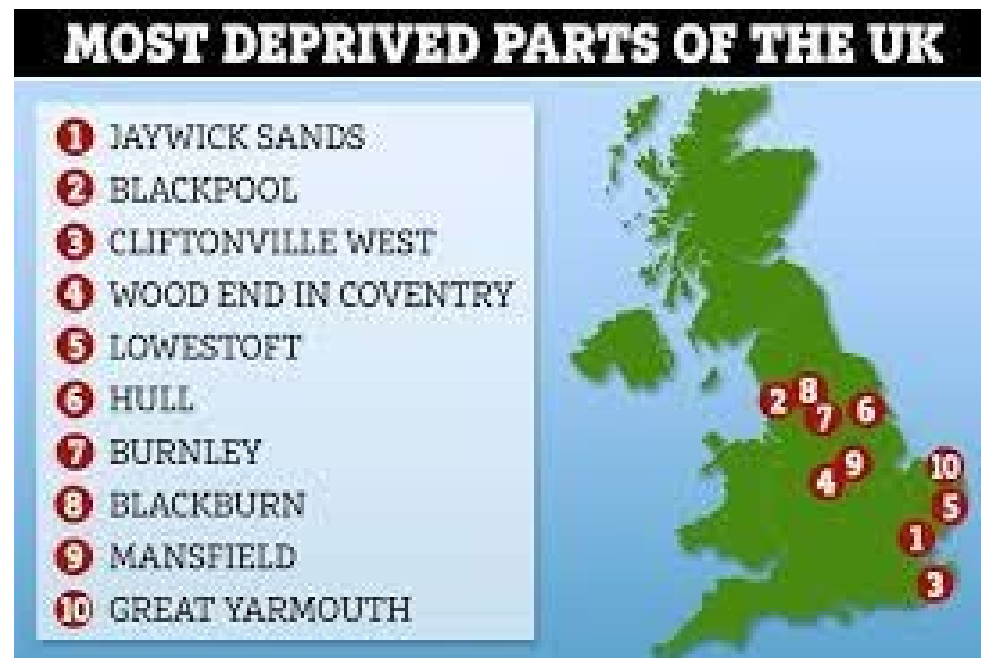 MOST DEPRIVED PARTS OF THE UK
1 JAYWICK SANDS
2 BLACKPOOL
3 CLIFTONVILLE WEST
4 WOOD END IN COVENTRY
5 LOWESTOFT
6 HULL
7 BURNLEY
8 BLACKBURN
9 MANSFIELD
10 GREAT YARMOUTH
2
8
7
6
9
4
10
5
1
3